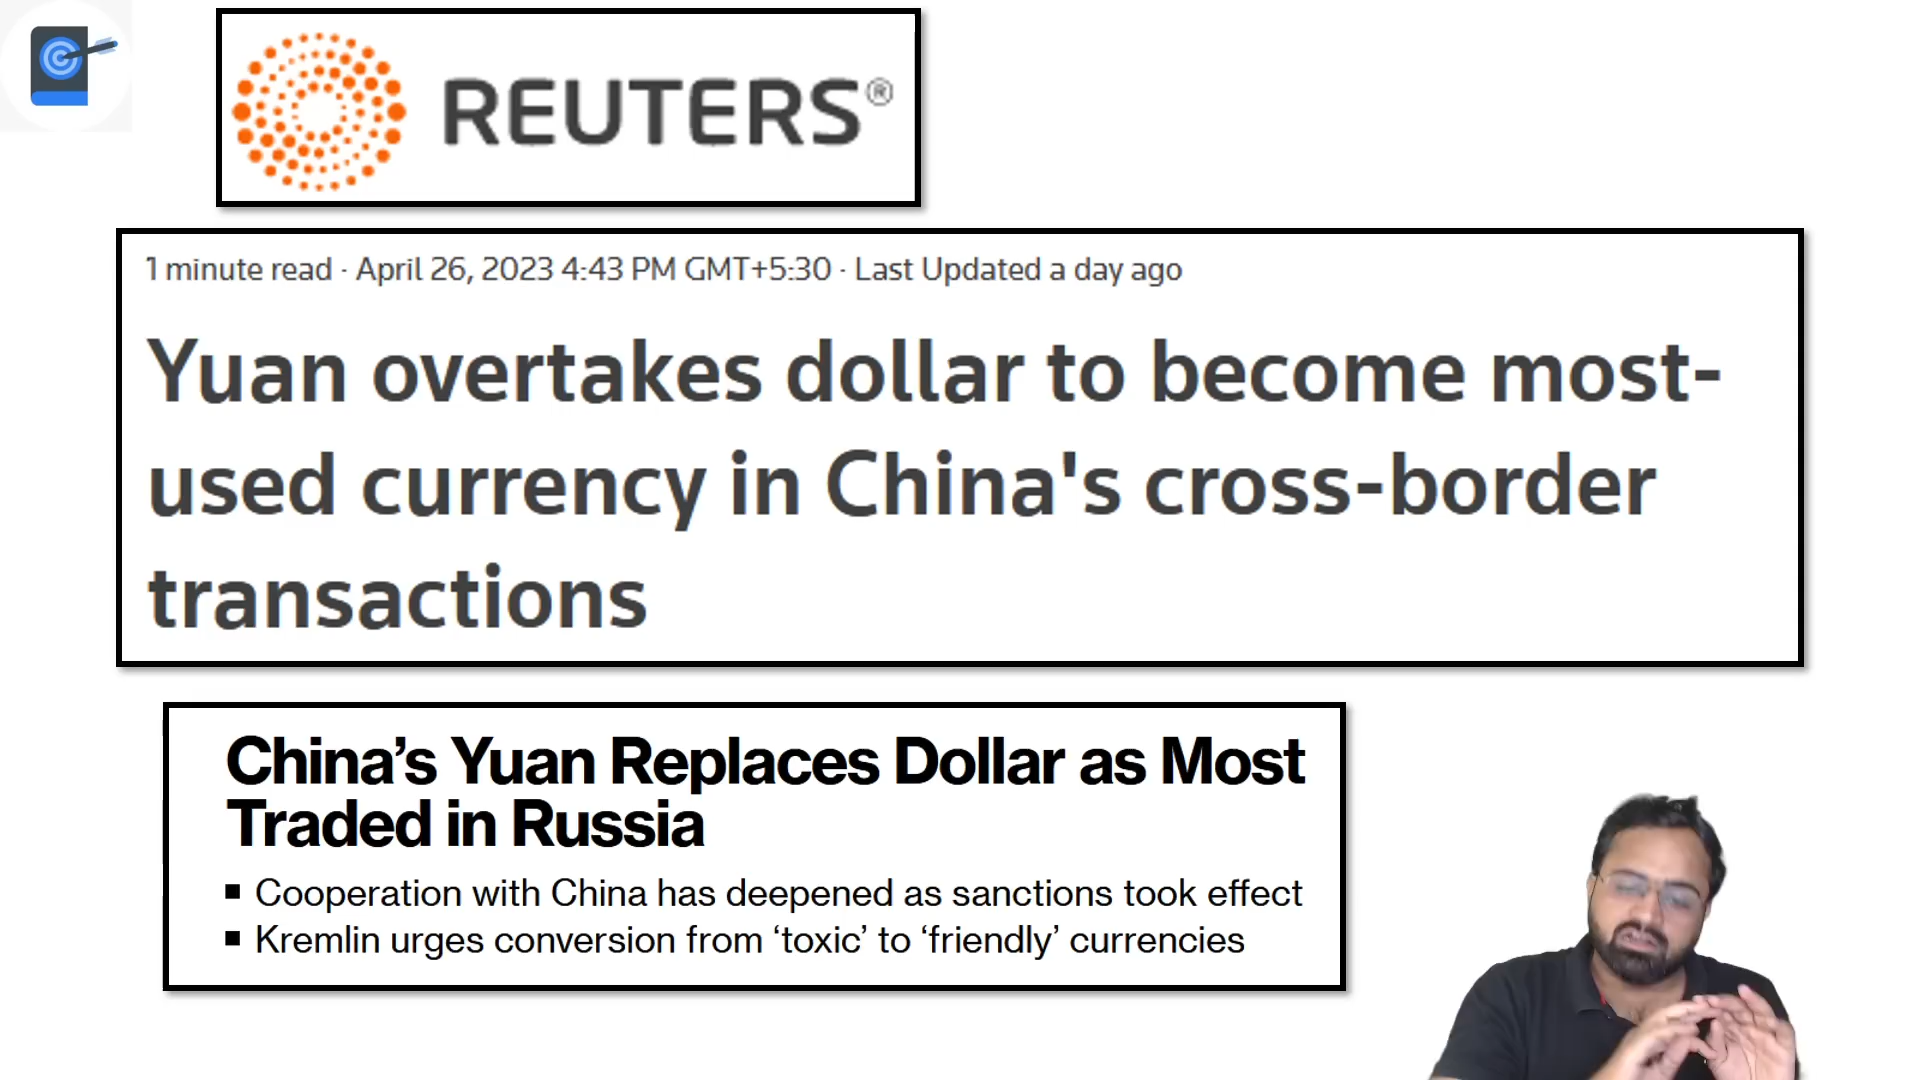 REUTERS®
1 minute read · April 26, 2023 4:43 PM GMT+5:30 · Last Updated a day ago
Yuan overtakes dollar to become most-
used currency in China's cross-border
transactions
China’s Yuan Replaces Dollar as Most
Traded in Russia
▪ Cooperation with China has deepened as sanctions took effect
▪ Kremlin urges conversion from ‘toxic’ to ‘friendly’ currencies